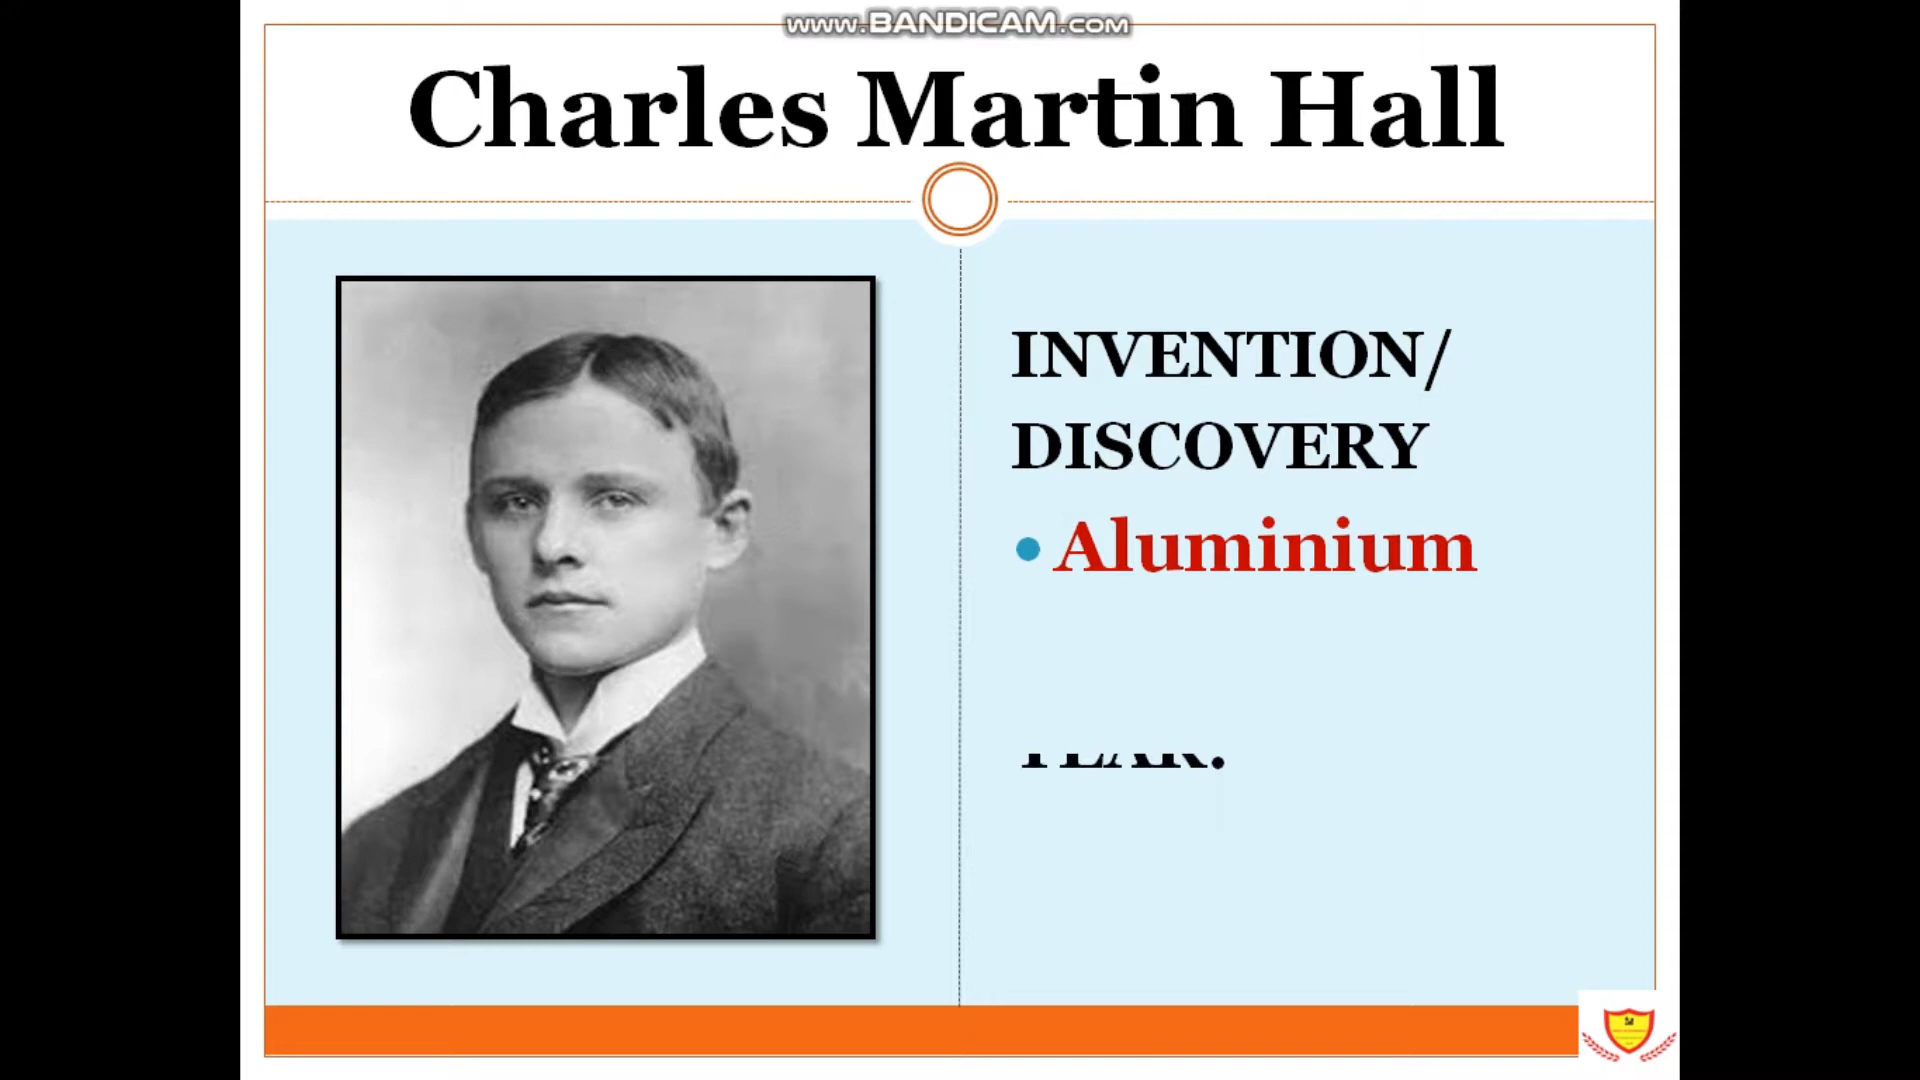 www.BANDICAM.com
Charles Martin Hall
INVENTION/
DISCOVERY
Aluminium